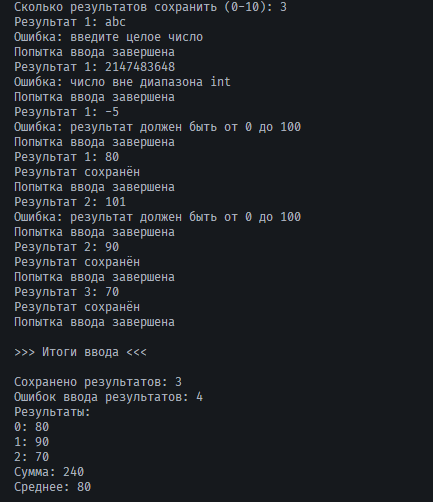 Сколько результатов сохранить (0-10): 3
Результат 1: abc
Ошибка: введите целое число
Попытка ввода завершена
Результат 1: 2147483648
Ошибка: число вне диапазона int
Попытка ввода завершена
Результат 1: -5
Ошибка: результат должен быть от 0 до 100
Попытка ввода завершена
Результат 1: 80
Результат сохранён
Попытка ввода завершена
Результат 2: 101
Ошибка: результат должен быть от 0 до 100
Попытка ввода завершена
Результат 2: 90
Результат сохранён
Попытка ввода завершена
Результат 3: 70
Результат сохранён
Попытка ввода завершена
>>> Итоги ввода <<<
Сохранено результатов: 3
Ошибок ввода результатов: 4
Результаты:
0: 80
1: 90
2: 70
Сумма: 240
Среднее: 80